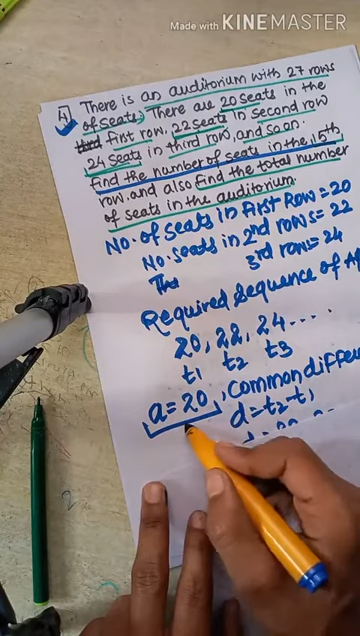 Made with KINEMASTER
4) There is an auditorium with 27 rows
of seats. There are 20 seats in the
first row, 22 seats in second row
24 seats in third row, and so on.
find the number of seats in the 15th
row and also find the total number
of seats in the auditorium.
No. of seats in First Row = 20
No. seats in 2nd rows = 22
3rd rows = 24
Required Sequence of AP
20, 22, 24 ....
t1 t2 t3
a = 20, Common diffe
d = t2 - t1